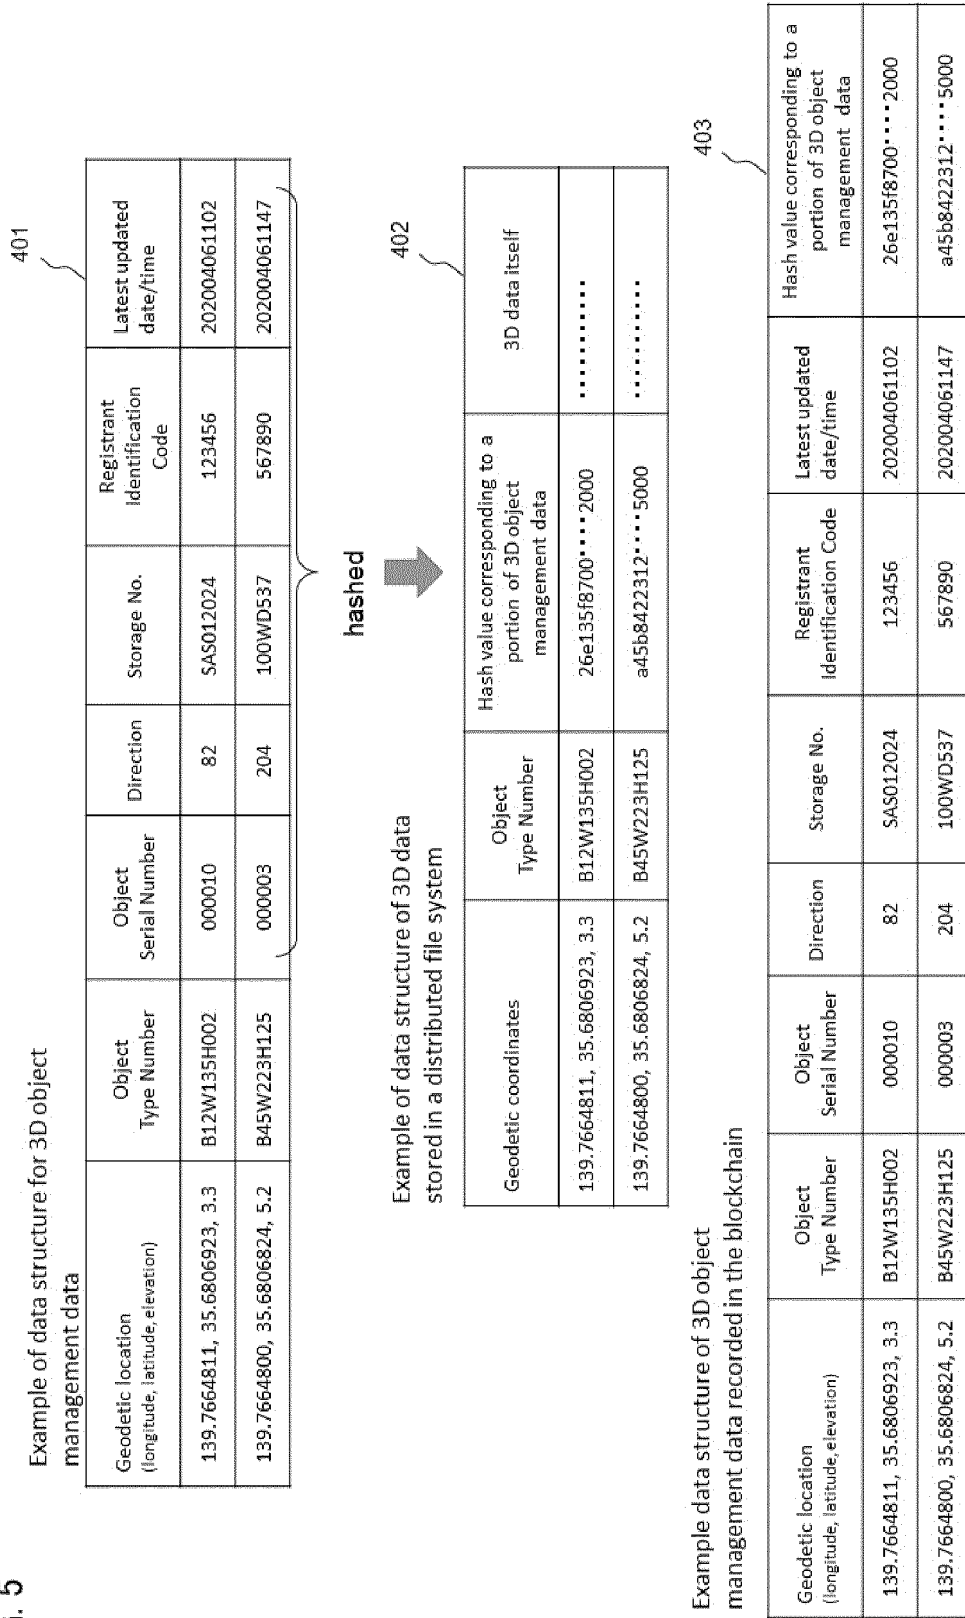 . 5
Example of data structure for 3D object
management data
401
Geodetic location
(longitude, latitude, elevation)
Object
Type Number
Object
Serial Number
Direction
Storage No.
Registrant
Identification
Code
Latest updated
date/time
139.7664811, 35.6806923, 3.3
B12W135H002
000010
82
SAS012024
123456
202004061102
139.7664800, 35.6806824, 5.2
B45W223H125
000003
204
100WD537
567890
202004061147
hashed
Example of data structure of 3D data
stored in a distributed file system
402
Geodetic coordinates
Object
Type Number
Hash value corresponding to a
portion of 3D object
management data
3D data itself
139.7664811, 35.6806923, 3.3
B12W135H002
26e135f8700････2000
･･････････
139.7664800, 35.6806824, 5.2
B45W223H125
a45b8422312････5000
･･････････
Example data structure of 3D object
management data recorded in the blockchain
403
Geodetic location
(longitude, latitude, elevation)
Object
Type Number
Object
Serial Number
Direction
Storage No.
Registrant
Identification Code
Latest updated
date/time
Hash value corresponding to a
portion of 3D object
management data
139.7664811, 35.6806923, 3.3
B12W135H002
000010
82
SAS012024
123456
202004061102
26e135f8700････2000
139.7664800, 35.6806824, 5.2
B45W223H125
000003
204
100WD537
567890
202004061147
a45b8422312････5000